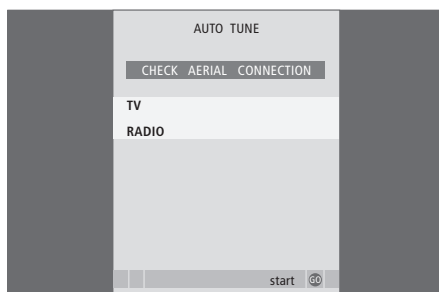 AUTO TUNE
CHECK AERIAL CONNECTION
TV
RADIO
start GO